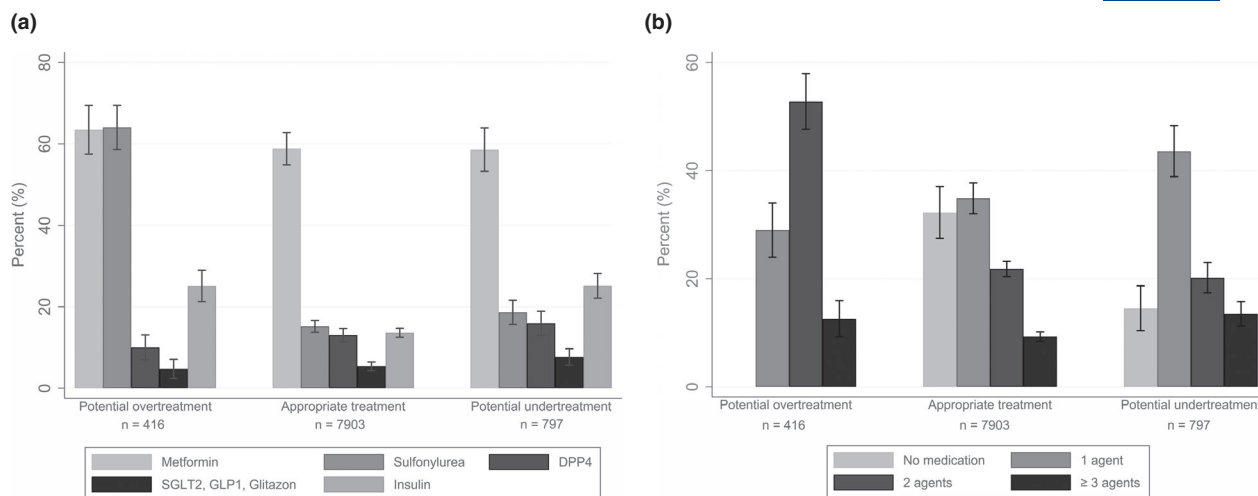 (a)
80
60
40
20
0
Percent (%)
Potential overtreatment
n = 416
Appropriate treatment
n = 7903
Potential undertreatment
n = 797
Metformin
Sulfonylurea
DPP4
SGLT2, GLP1, Glitazon
Insulin
(b)
60
40
20
0
Percent (%)
Potential overtreatment
n = 416
Appropriate treatment
n = 7903
Potential undertreatment
n = 797
No medication
1 agent
2 agents
≥ 3 agents